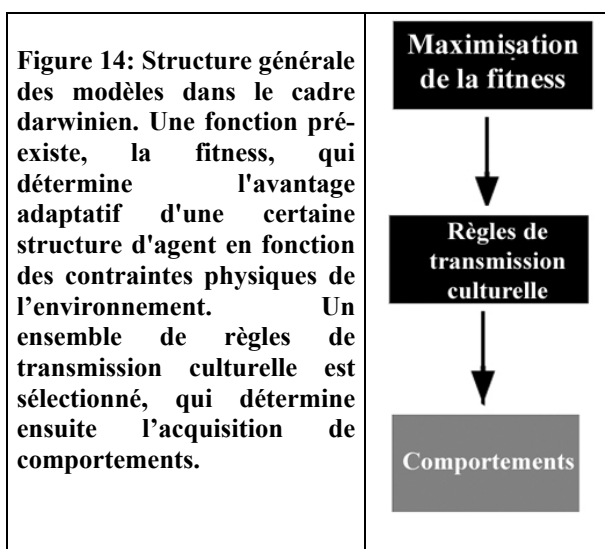 Figure 14: Structure générale
des modèles dans le cadre
darwinien. Une fonction pré-
existe, la fitness, qui
détermine l'avantage
adaptatif d'une certaine
structure d'agent en fonction
des contraintes physiques de
l’environnement. Un
ensemble de règles de
transmission culturelle est
sélectionné, qui détermine
ensuite l’acquisition de
comportements.
Maximisation
de la fitness
Règles de
transmission
culturelle
Comportements